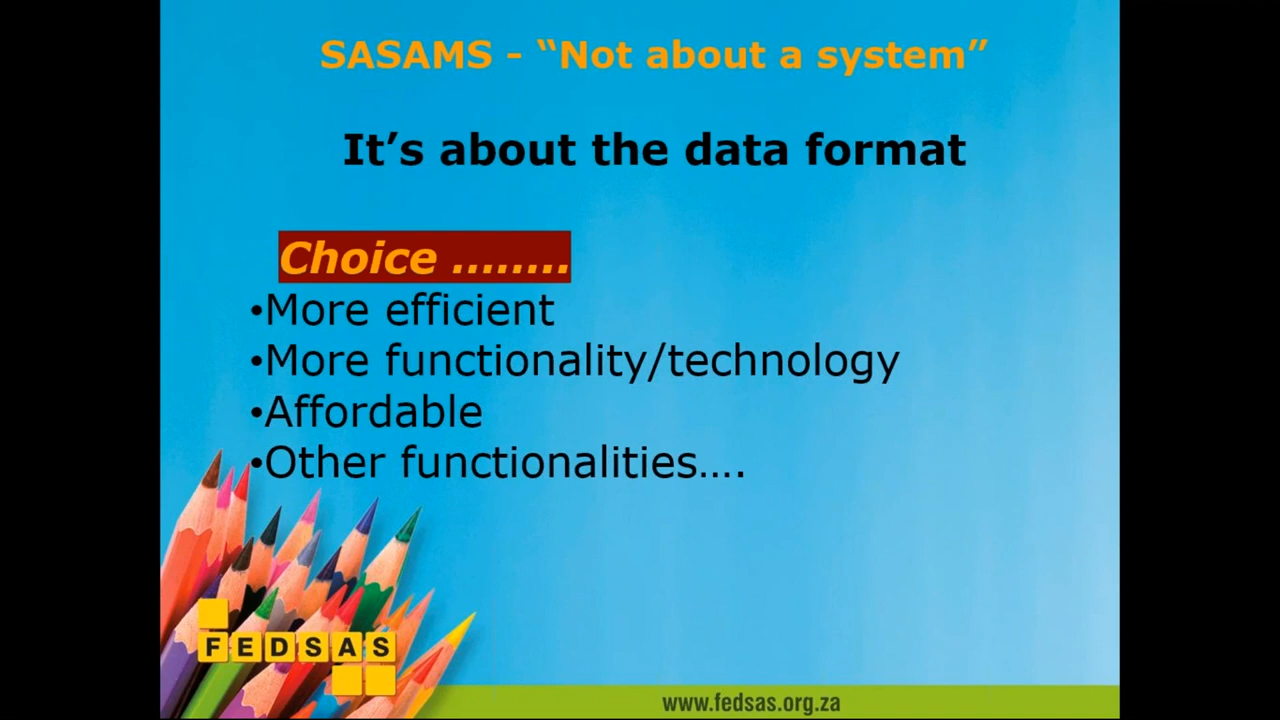 SASAMS - “Not about a system”
It’s about the data format
Choice ........
•More efficient
•More functionality/technology
•Affordable
•Other functionalities….
FEDSAS
www.fedsas.org.za